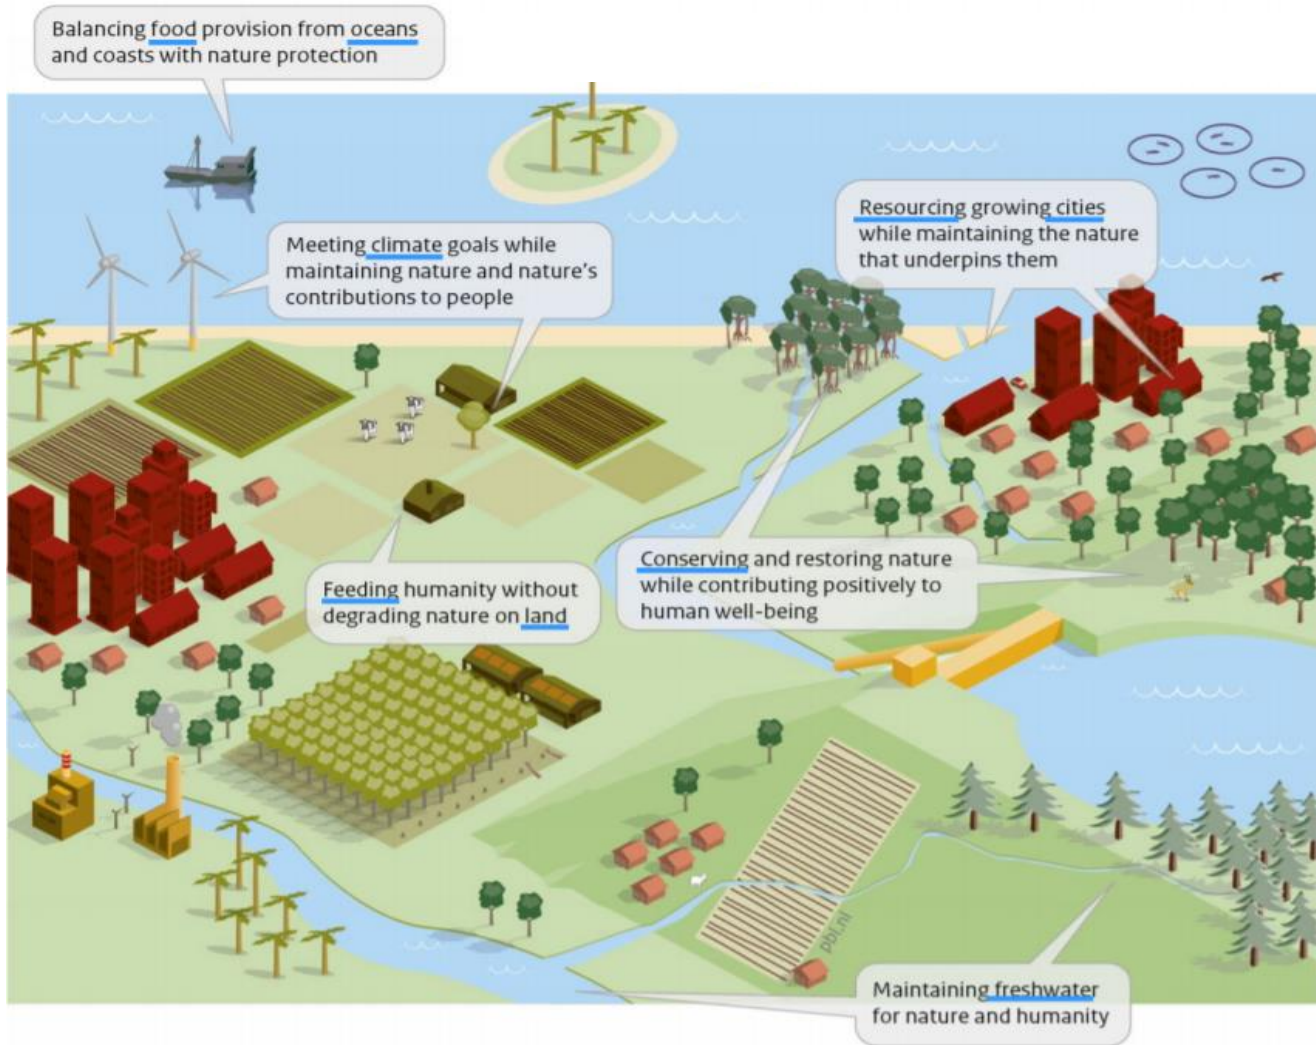 Balancing food provision from oceans
and coasts with nature protection
Meeting climate goals while
maintaining nature and nature's
contributions to people
Resourcing growing cities
while maintaining the nature
that underpins them
Conserving and restoring nature
while contributing positively to
human well-being
Feeding humanity without
degrading nature on land
pbl.nl
Maintaining freshwater
for nature and humanity